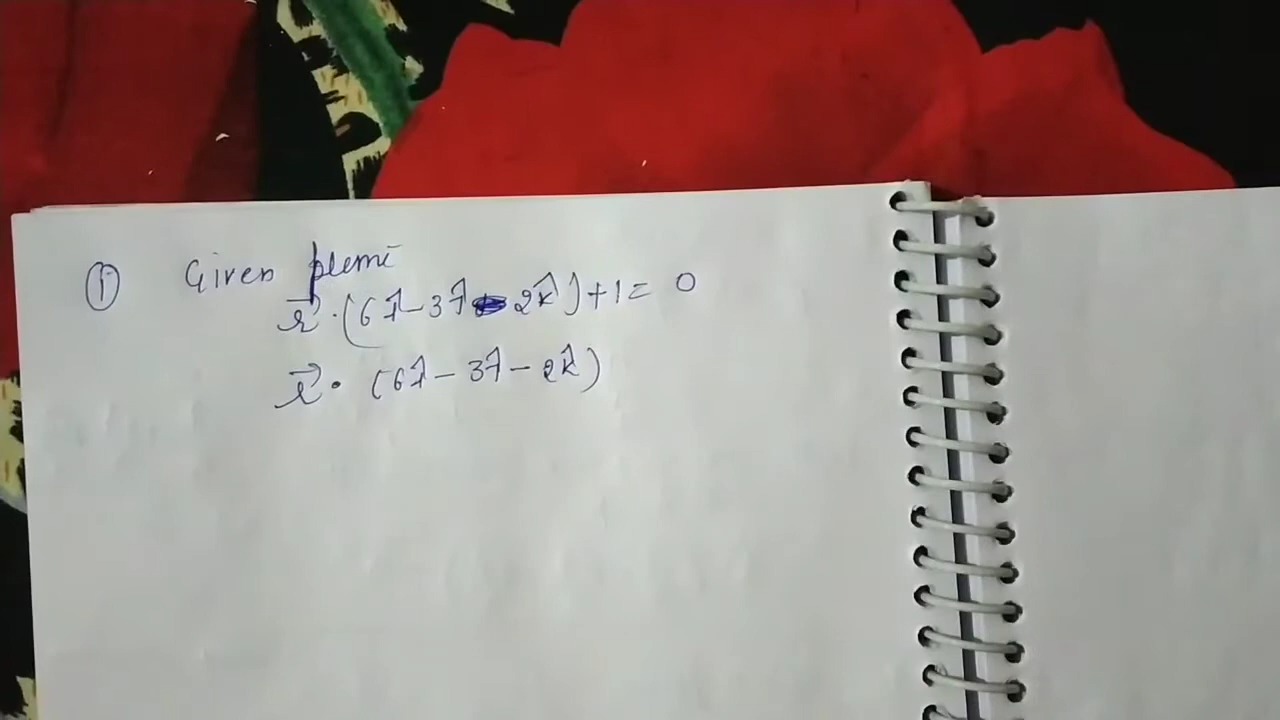 ① Given plane
r⃗ · (6î - 3ĵ - 2k̂) + 1 = 0
r⃗ · (6î - 3ĵ - 2k̂)